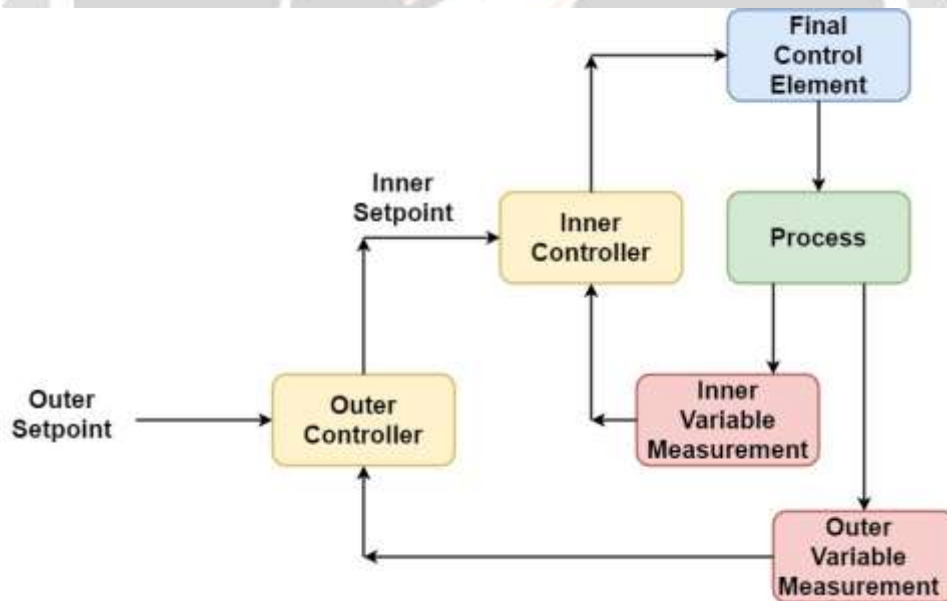 Final
Control
Element
Inner
Setpoint
Inner
Controller
Process
Outer
Setpoint
Outer
Controller
Inner
Variable
Measurement
Outer
Variable
Measurement